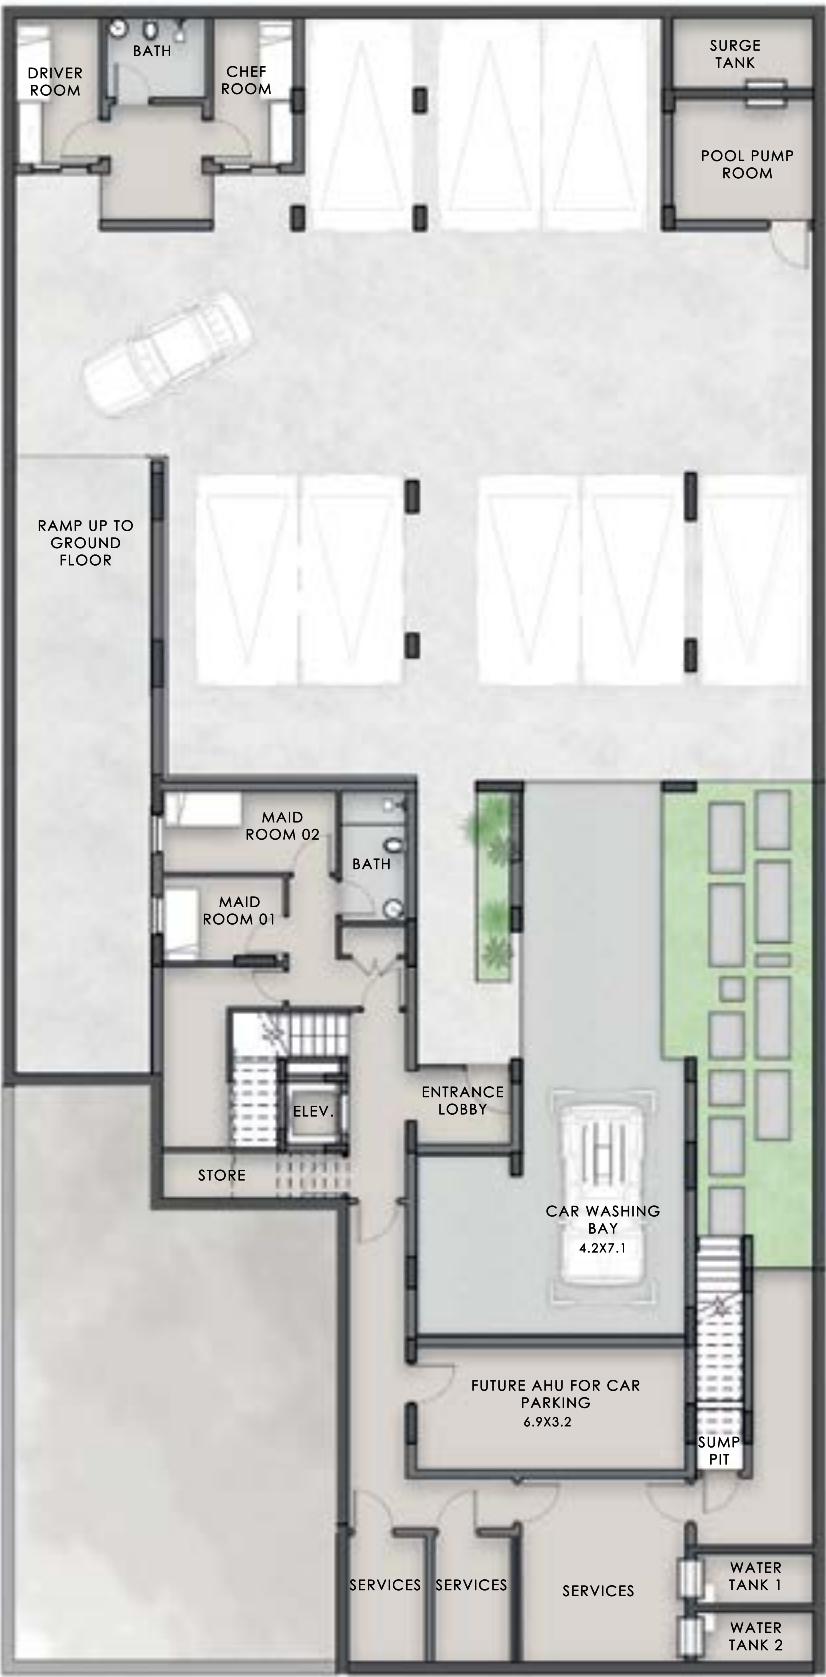 BATH
DRIVER
ROOM
CHEF
ROOM
SURGE
TANK
POOL PUMP
ROOM
RAMP UP TO
GROUND
FLOOR
MAID
ROOM 02
BATH
MAID
ROOM 01
ENTRANCE
LOBBY
ELEV.
STORE
CAR WASHING
BAY
4.2X7.1
FUTURE AHU FOR CAR
PARKING
6.9X3.2
SUMP
PIT
SERVICES
SERVICES
SERVICES
WATER
TANK 1
WATER
TANK 2